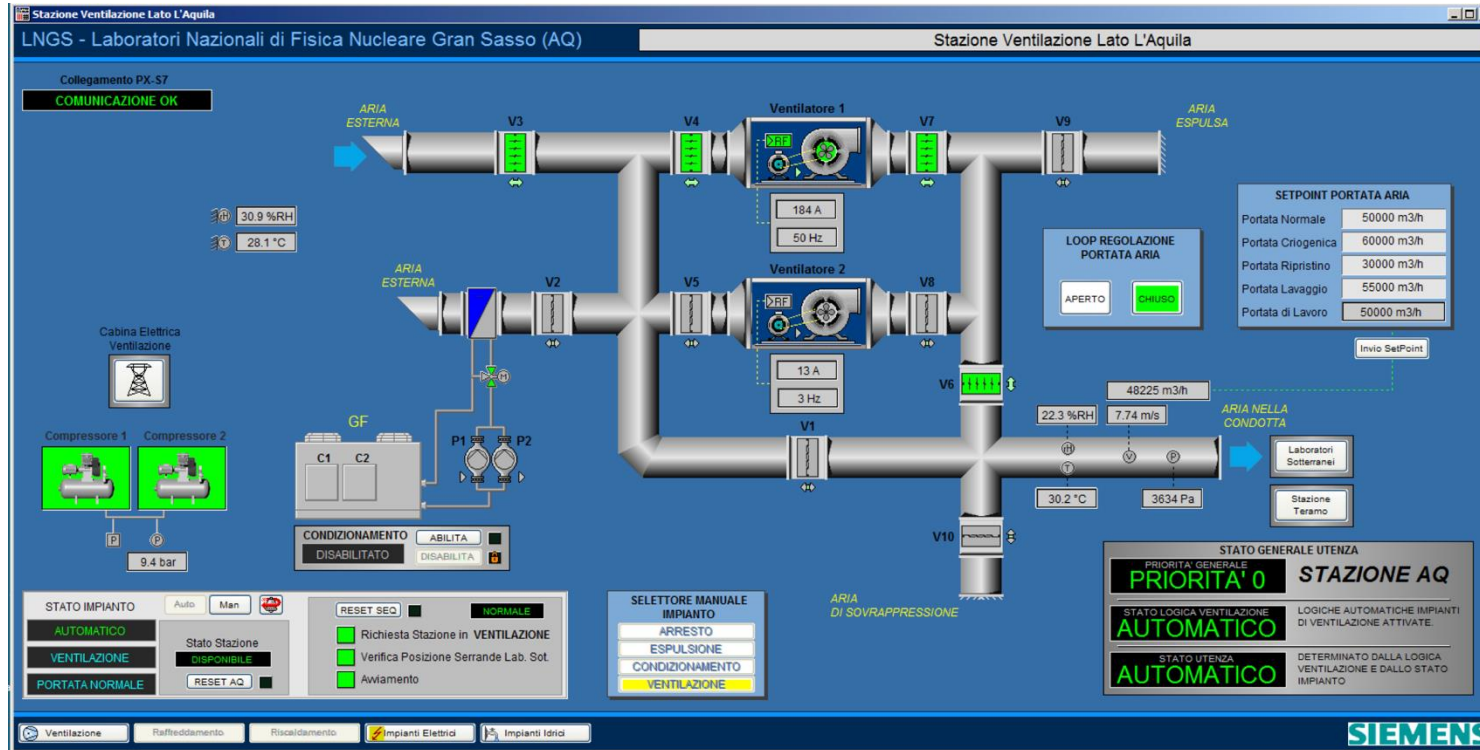 Stazione Ventilazione Lato L'Aquila
LNGS - Laboratori Nazionali di Fisica Nucleare Gran Sasso (AQ)
Stazione Ventilazione Lato L'Aquila
Collegamento PX-S7
COMUNICAZIONE OK
ARIA
ESTERNA
V3
V4
Ventilatore 1
V7
V9
ARIA
ESPULSA
>RF
184 A
50 Hz
30.9 %RH
T
28.1 °C
ARIA
ESTERNA
V2
V5
Ventilatore 2
V8
>RF
13 A
3 Hz
LOOP REGOLAZIONE
PORTATA ARIA
APERTO
CHIUSO
SETPOINT PORTATA ARIA
Portata Normale 50000 m3/h
Portata Criogenica 60000 m3/h
Portata Ripristino 30000 m3/h
Portata Lavaggio 55000 m3/h
Portata di Lavoro 50000 m3/h
Invio SetPoint
Cabina Elettrica
Ventilazione
M
V6
48225 m3/h
22.3 %RH
7.74 m/s
ARIA NELLA
CONDOTTA
Compressore 1
Compressore 2
GF
C1
C2
P1
P2
V1
T
V
P
30.2 °C
3634 Pa
Laboratori
Sotterranei
Stazione
Teramo
P
P
9.4 bar
CONDIZIONAMENTO
ABILITA
DISABILITATO
DISABILITA
V10
ARIA
DI SOVRAPPRESSIONE
STATO IMPIANTO
Auto
Man
AUTOMATICO
VENTILAZIONE
PORTATA NORMALE
Stato Stazione
DISPONIBILE
RESET AQ
RESET SEQ
NORMALE
Richiesta Stazione in VENTILAZIONE
Verifica Posizione Serrande Lab. Sot.
Avviamento
SELETTORE MANUALE
IMPIANTO
ARRESTO
ESPULSIONE
CONDIZIONAMENTO
VENTILAZIONE
STATO GENERALE UTENZA
PRIORITA' GENERALE
PRIORITA' 0
STAZIONE AQ
STATO LOGICA VENTILAZIONE
AUTOMATICO
LOGICHE AUTOMATICHE IMPIANTI
DI VENTILAZIONE ATTIVATE.
STATO UTENZA
AUTOMATICO
DETERMINATO DALLA LOGICA
VENTILAZIONE E DALLO STATO
IMPIANTO
Ventilazione
Raffreddamento
Riscaldamento
Impianti Elettrici
Impianti Idrici
SIEMENS